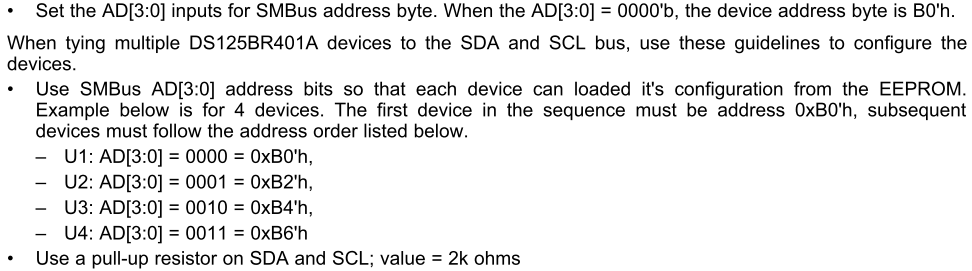 • Set the AD[3:0] inputs for SMBus address byte. When the AD[3:0] = 0000'b, the device address byte is B0'h.
When tying multiple DS125BR401A devices to the SDA and SCL bus, use these guidelines to configure the
devices.
• Use SMBus AD[3:0] address bits so that each device can loaded it's configuration from the EEPROM.
Example below is for 4 devices. The first device in the sequence must be address 0xB0'h, subsequent
devices must follow the address order listed below.
– U1: AD[3:0] = 0000 = 0xB0'h,
– U2: AD[3:0] = 0001 = 0xB2'h,
– U3: AD[3:0] = 0010 = 0xB4'h,
– U4: AD[3:0] = 0011 = 0xB6'h
• Use a pull-up resistor on SDA and SCL; value = 2k ohms